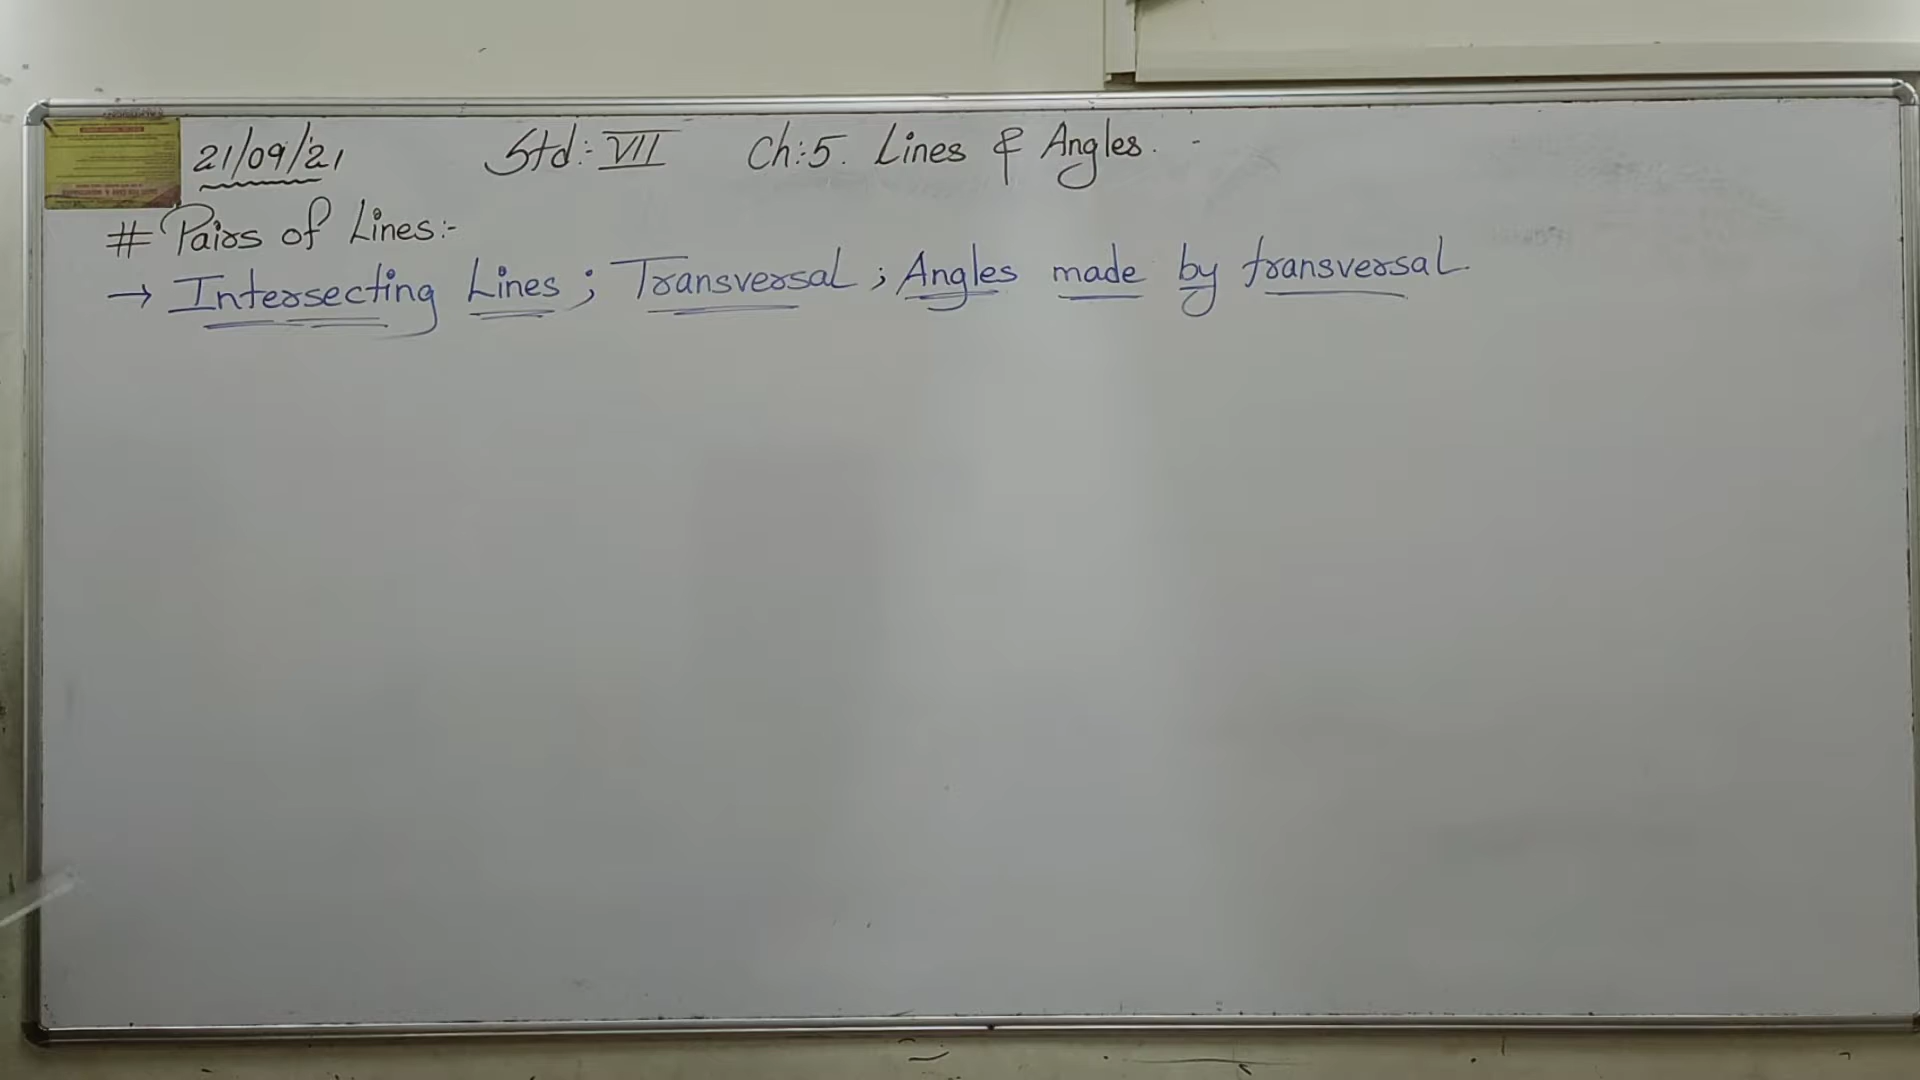 21/09/21 Std:- VII Ch:5. Lines & Angles.
# Pairs of Lines:-
→ Intersecting Lines ; Transversal ; Angles made by transversal.